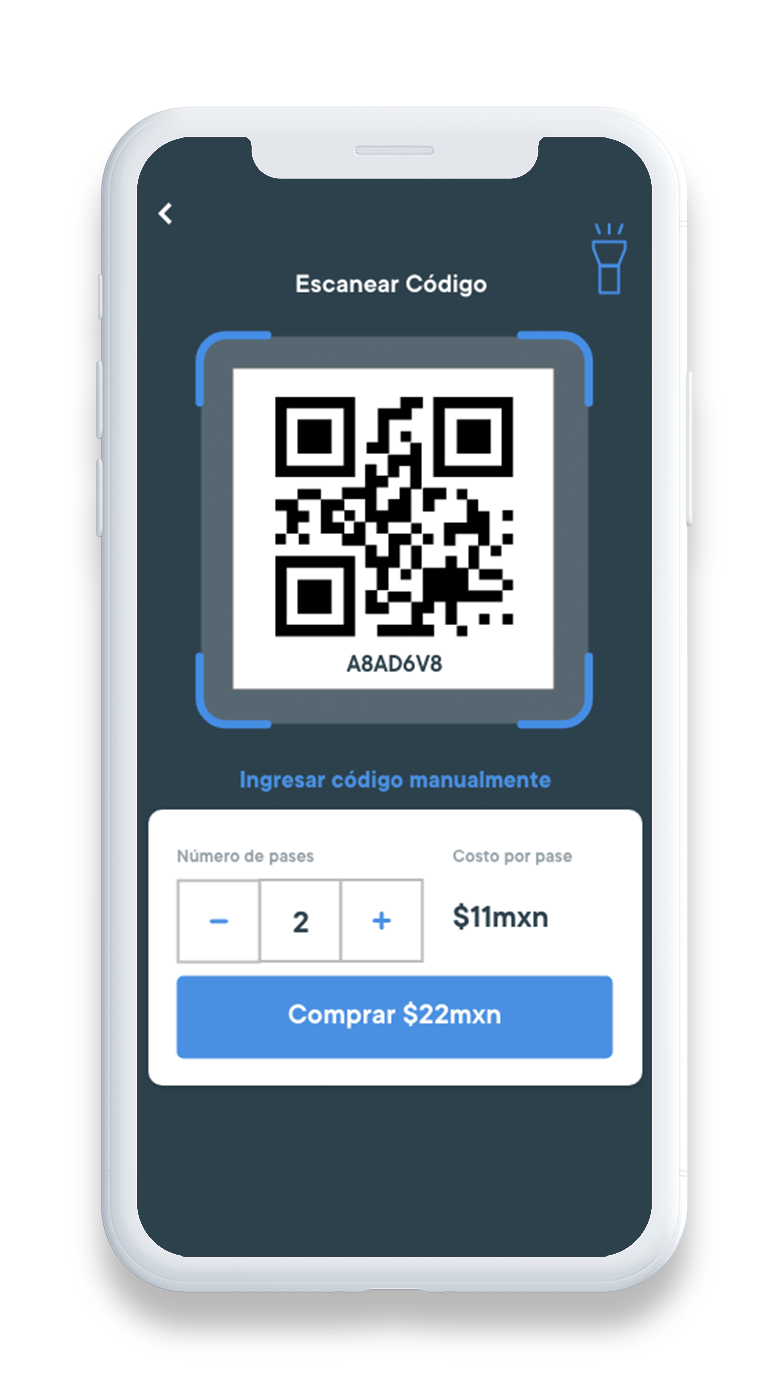 Escanear Código
A8AD6V8
Ingresar código manualmente
Número de pases
Costo por pase
− 2 +
$11mxn
Comprar $22mxn